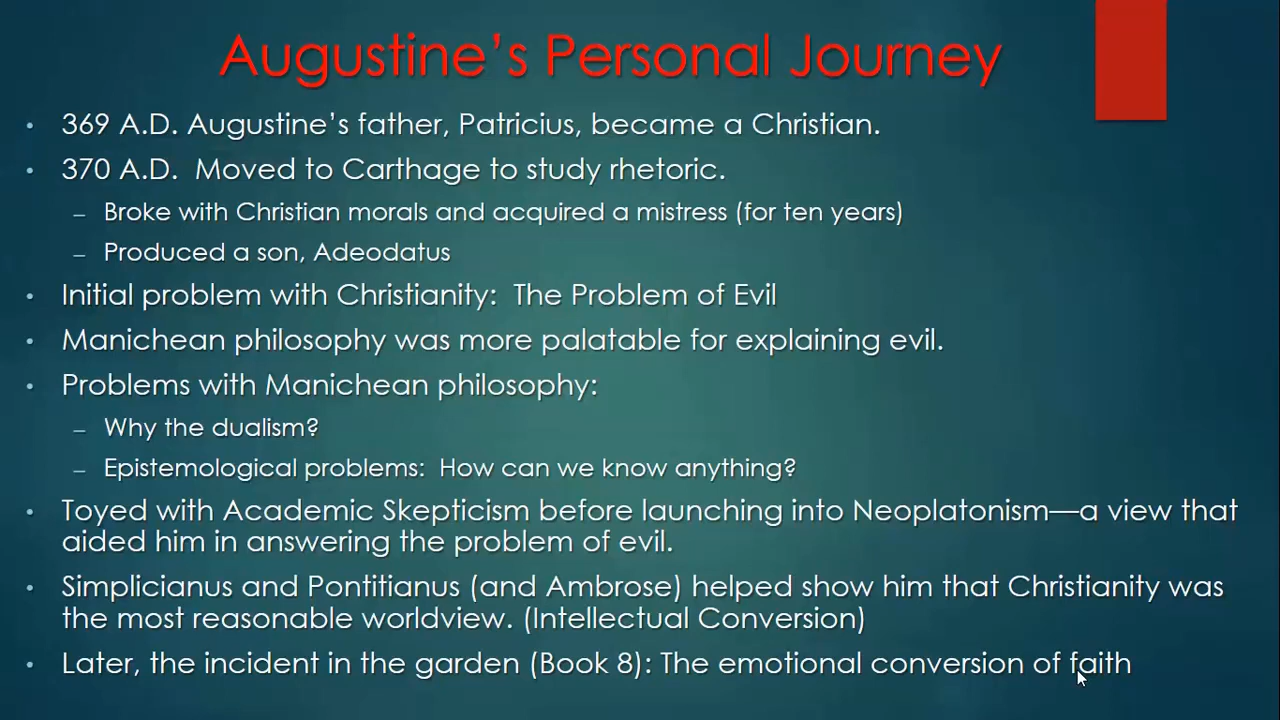 Augustine’s Personal Journey
• 369 A.D. Augustine’s father, Patricius, became a Christian.
• 370 A.D.  Moved to Carthage to study rhetoric.
– Broke with Christian morals and acquired a mistress (for ten years)
– Produced a son, Adeodatus
• Initial problem with Christianity:  The Problem of Evil
• Manichean philosophy was more palatable for explaining evil.
• Problems with Manichean philosophy:
– Why the dualism?
– Epistemological problems:  How can we know anything?
• Toyed with Academic Skepticism before launching into Neoplatonism—a view that
aided him in answering the problem of evil.
• Simplicianus and Pontitianus (and Ambrose) helped show him that Christianity was
the most reasonable worldview. (Intellectual Conversion)
• Later, the incident in the garden (Book 8): The emotional conversion of faith